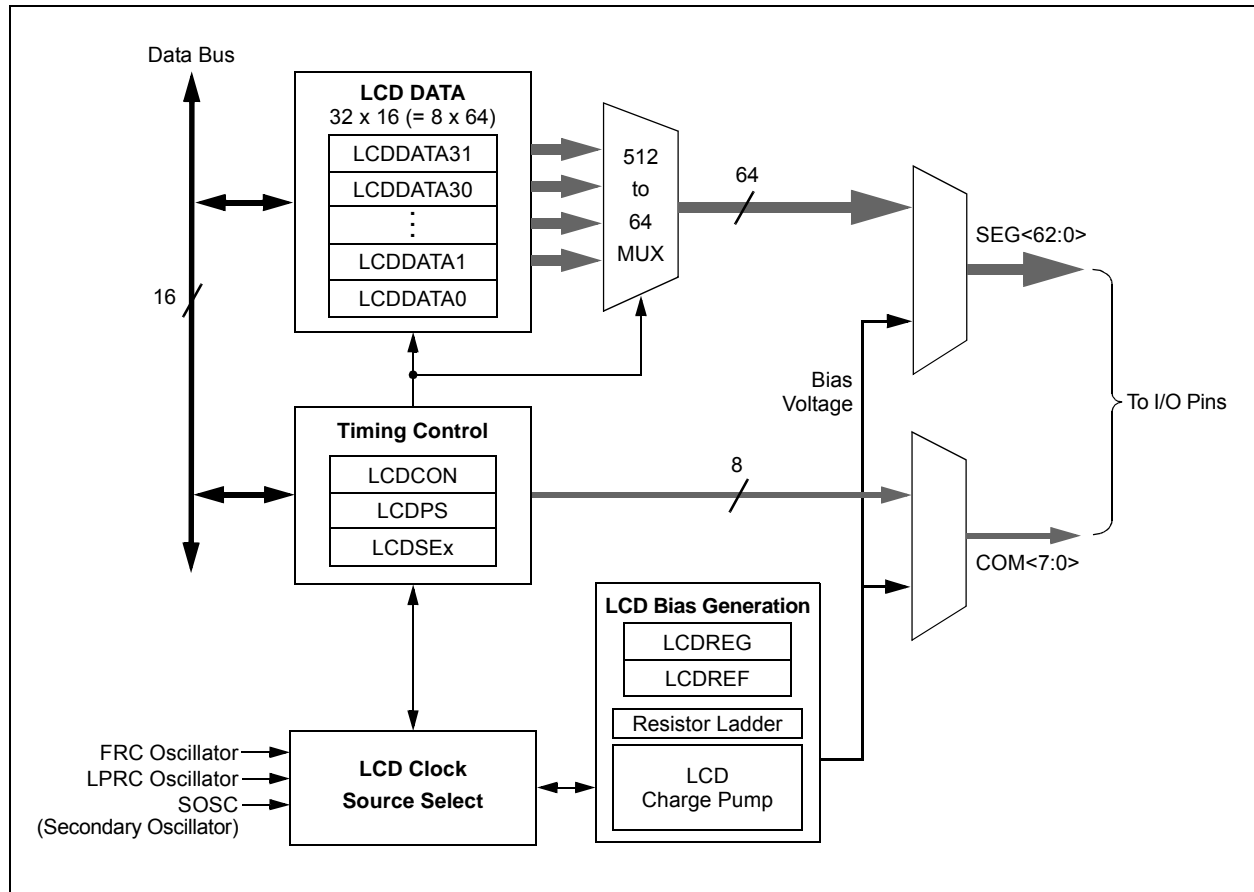 Data Bus
LCD DATA
32 x 16 (= 8 x 64)
LCDDATA31
LCDDATA30
LCDDATA1
LCDDATA0
512
to
64
MUX
64
SEG<62:0>
16
Bias
Voltage
To I/O Pins
Timing Control
LCDCON
LCDPS
LCDSEx
8
COM<7:0>
LCD Bias Generation
LCDREG
LCDREF
Resistor Ladder
LCD
Charge Pump
FRC Oscillator
LPRC Oscillator
SOSC
(Secondary Oscillator)
LCD Clock
Source Select